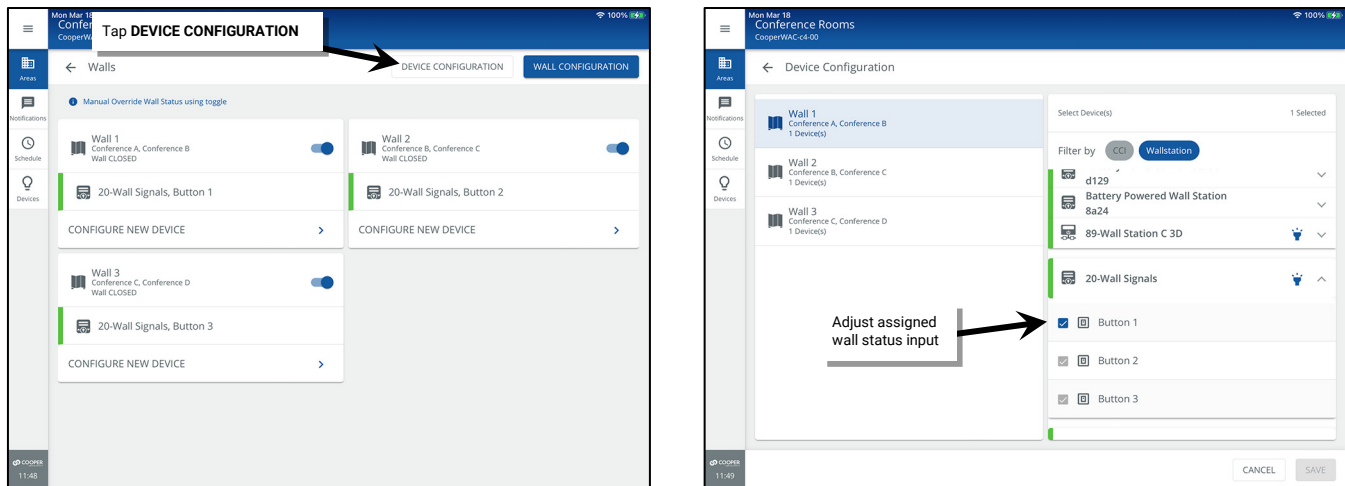 Mon Mar 18
100%
Confer
CooperWA
Tap DEVICE CONFIGURATION
Areas
Notifications
Schedule
Devices
COOPER
11:48
Walls
DEVICE CONFIGURATION
WALL CONFIGURATION
Manual Override Wall Status using toggle
Wall 1
Conference A, Conference B
Wall CLOSED
20-Wall Signals, Button 1
CONFIGURE NEW DEVICE
Wall 2
Conference B, Conference C
Wall CLOSED
20-Wall Signals, Button 2
CONFIGURE NEW DEVICE
Wall 3
Conference C, Conference D
Wall CLOSED
20-Wall Signals, Button 3
CONFIGURE NEW DEVICE
Mon Mar 18
100%
Conference Rooms
CooperWAC-c4-00
Areas
Notifications
Schedule
Devices
COOPER
11:49
Device Configuration
Wall 1
Conference A, Conference B
1 Device(s)
Wall 2
Conference B, Conference C
1 Device(s)
Wall 3
Conference C, Conference D
1 Device(s)
Adjust assigned
wall status input
Select Device(s)
1 Selected
Filter by CCI Wallstation
d129
Battery Powered Wall Station
8a24
89-Wall Station C 3D
20-Wall Signals
Button 1
Button 2
Button 3
CANCEL
SAVE